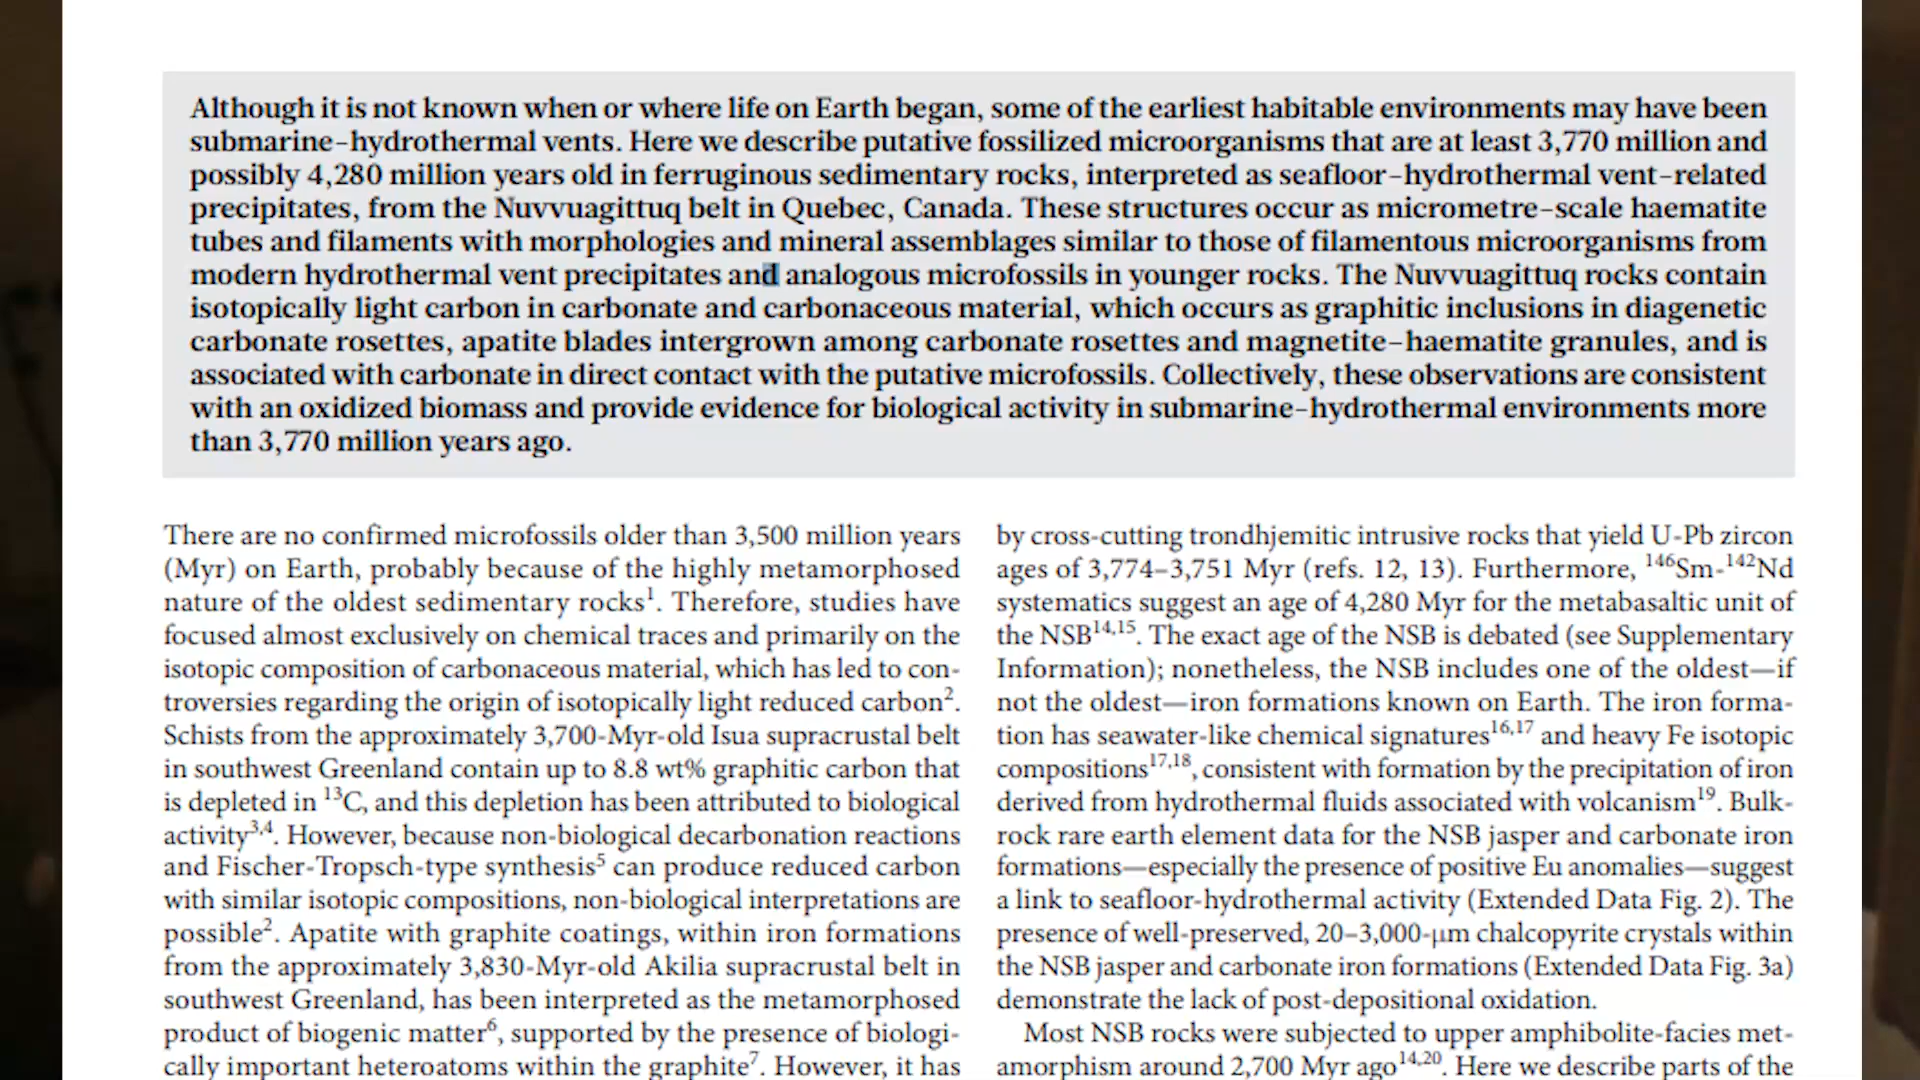 Although it is not known when or where life on Earth began, some of the earliest habitable environments may have been
submarine-hydrothermal vents. Here we describe putative fossilized microorganisms that are at least 3,770 million and
possibly 4,280 million years old in ferruginous sedimentary rocks, interpreted as seafloor-hydrothermal vent-related
precipitates, from the Nuvvuagittuq belt in Quebec, Canada. These structures occur as micrometre-scale haematite
tubes and filaments with morphologies and mineral assemblages similar to those of filamentous microorganisms from
modern hydrothermal vent precipitates and analogous microfossils in younger rocks. The Nuvvuagittuq rocks contain
isotopically light carbon in carbonate and carbonaceous material, which occurs as graphitic inclusions in diagenetic
carbonate rosettes, apatite blades intergrown among carbonate rosettes and magnetite–haematite granules, and is
associated with carbonate in direct contact with the putative microfossils. Collectively, these observations are consistent
with an oxidized biomass and provide evidence for biological activity in submarine-hydrothermal environments more
than 3,770 million years ago.
There are no confirmed microfossils older than 3,500 million years
(Myr) on Earth, probably because of the highly metamorphosed
nature of the oldest sedimentary rocks¹. Therefore, studies have
focused almost exclusively on chemical traces and primarily on the
isotopic composition of carbonaceous material, which has led to con-
troversies regarding the origin of isotopically light reduced carbon².
Schists from the approximately 3,700-Myr-old Isua supracrustal belt
in southwest Greenland contain up to 8.8 wt% graphitic carbon that
is depleted in ¹³C, and this depletion has been attributed to biological
activity³,⁴. However, because non-biological decarbonation reactions
and Fischer-Tropsch-type synthesis⁵ can produce reduced carbon
with similar isotopic compositions, non-biological interpretations are
possible². Apatite with graphite coatings, within iron formations
from the approximately 3,830-Myr-old Akilia supracrustal belt in
southwest Greenland, has been interpreted as the metamorphosed
product of biogenic matter⁶, supported by the presence of biologi-
cally important heteroatoms within the graphite⁷. However, it has
by cross-cutting trondhjemitic intrusive rocks that yield U-Pb zircon
ages of 3,774–3,751 Myr (refs. 12, 13). Furthermore, ¹⁴⁶Sm-¹⁴²Nd
systematics suggest an age of 4,280 Myr for the metabasaltic unit of
the NSB¹⁴,¹⁵. The exact age of the NSB is debated (see Supplementary
Information); nonetheless, the NSB includes one of the oldest—if
not the oldest—iron formations known on Earth. The iron forma-
tion has seawater-like chemical signatures¹⁶,¹⁷ and heavy Fe isotopic
compositions¹⁷,¹⁸, consistent with formation by the precipitation of iron
derived from hydrothermal fluids associated with volcanism¹⁹. Bulk-
rock rare earth element data for the NSB jasper and carbonate iron
formations—especially the presence of positive Eu anomalies—suggest
a link to seafloor-hydrothermal activity (Extended Data Fig. 2). The
presence of well-preserved, 20–3,000-μm chalcopyrite crystals within
the NSB jasper and carbonate iron formations (Extended Data Fig. 3a)
demonstrate the lack of post-depositional oxidation.
Most NSB rocks were subjected to upper amphibolite-facies met-
amorphism around 2,700 Myr ago¹⁴,²⁰. Here we describe parts of the